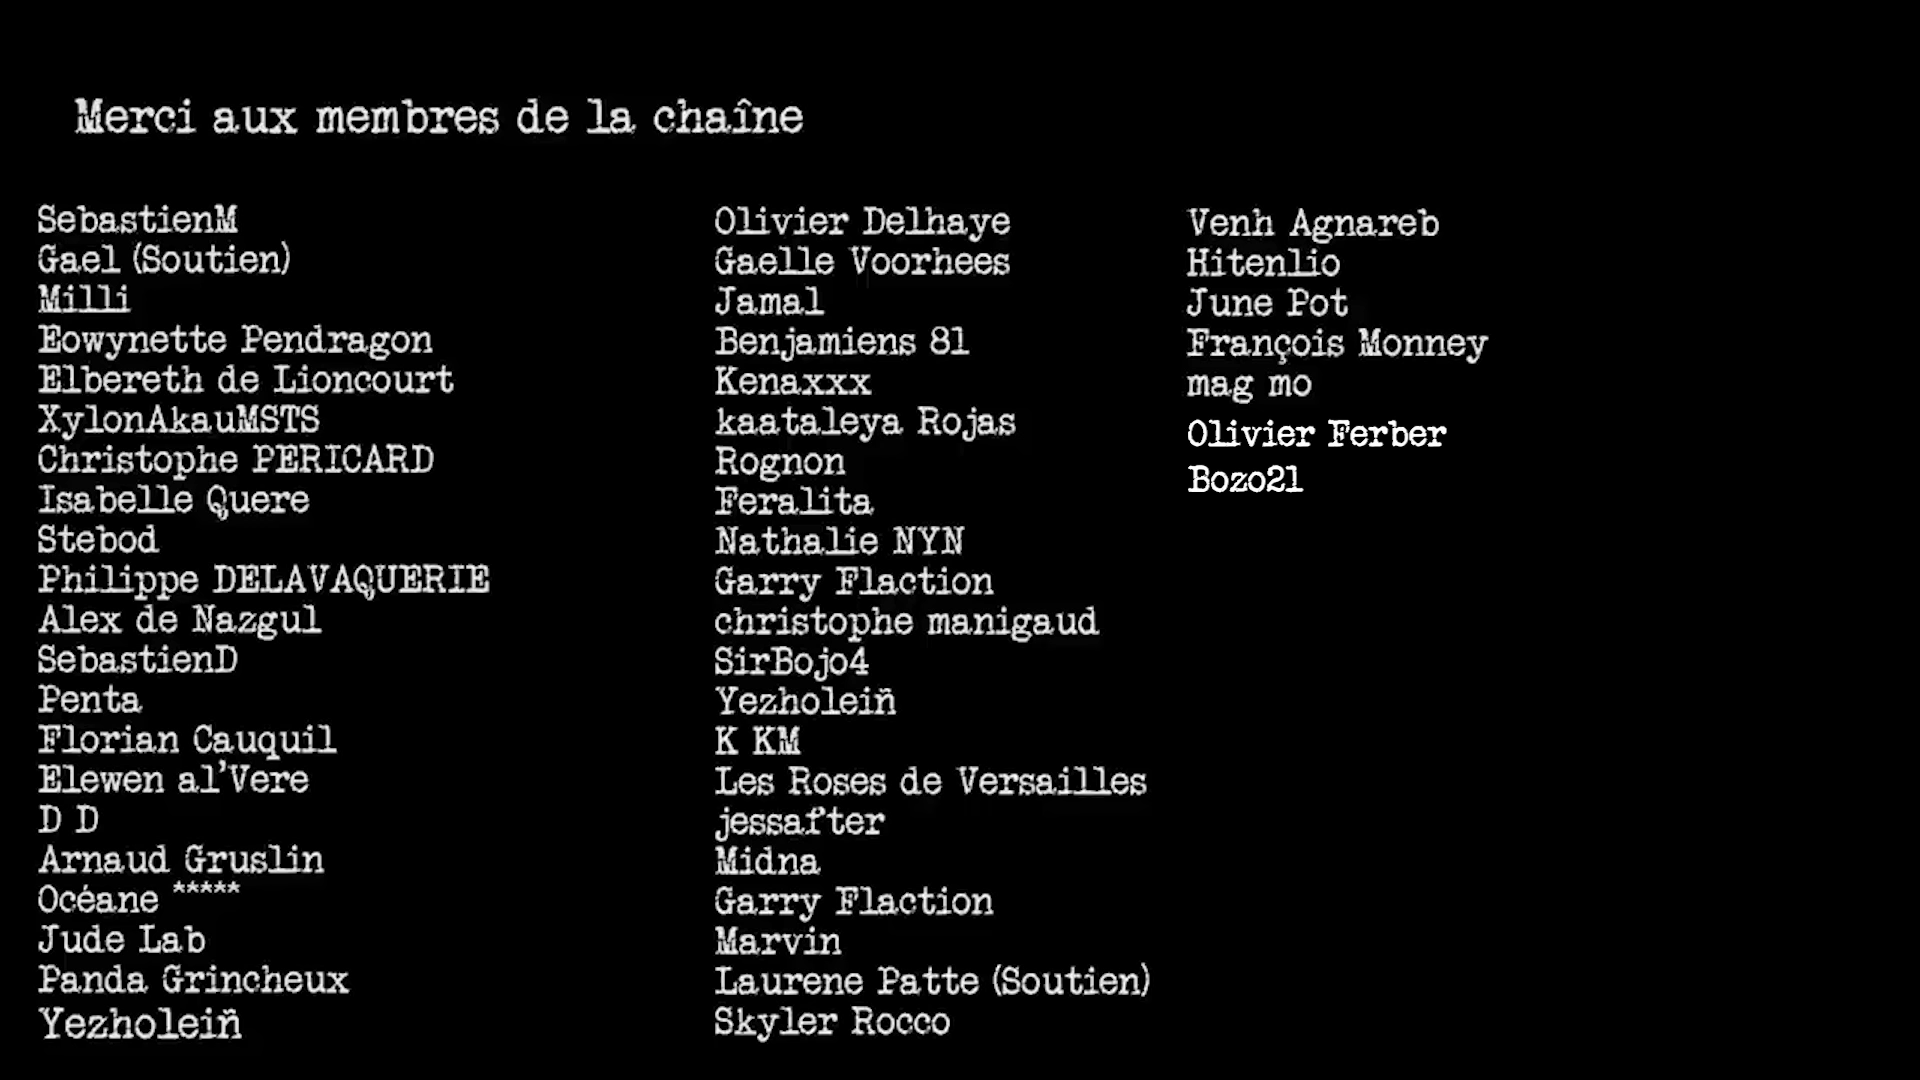 Merci aux membres de la chaîne
SebastienM
Gael (Soutien)
Milli
Eowynette Pendragon
Elbereth de Lioncourt
XylonAkauMSTS
Christophe PERICARD
Isabelle Quere
Stebod
Philippe DELAVAQUERIE
Alex de Nazgul
SebastienD
Penta
Florian Cauquil
Elewen al'Vere
D D
Arnaud Gruslin
Océane *****
Jude Lab
Panda Grincheux
Yezholeiñ
Olivier Delhaye
Gaelle Voorhees
Jamal
Benjamiens 81
Kenaxxx
kaataleya Rojas
Rognon
Feralita
Nathalie NYN
Garry Flaction
christophe manigaud
SirBojo4
Yezholeiñ
K KM
Les Roses de Versailles
jessafter
Midna
Garry Flaction
Marvin
Laurene Patte (Soutien)
Skyler Rocco
Venh Agnareb
Hitenlio
June Pot
François Monney
mag mo
Olivier Ferber
Bozo21